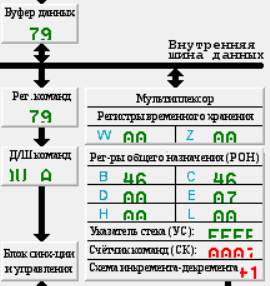 Буфер данных
79
Внутренняя
шина данных
Рег. команд
79
Мультиплексор
Регистры временного хранения
W 00 Z 00
Д/Ш команд
Рег-ры общего назначения (РОН)
B 46 C 46
D 00 E 07
H 00 L 00
Указатель стека (УС): FFFF
Блок синх-ции
и управления
Счётчик команд (СК):
Схема инкремента-декремента +1